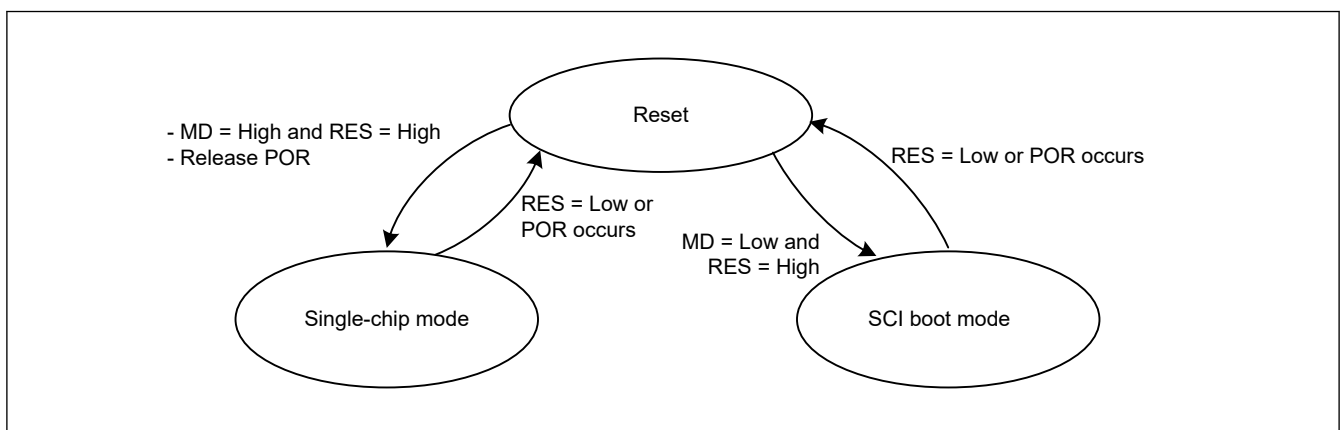 Reset
- MD = High and RES = High
- Release POR
RES = Low or POR occurs
RES = Low or
POR occurs
MD = Low and
RES = High
Single-chip mode
SCI boot mode